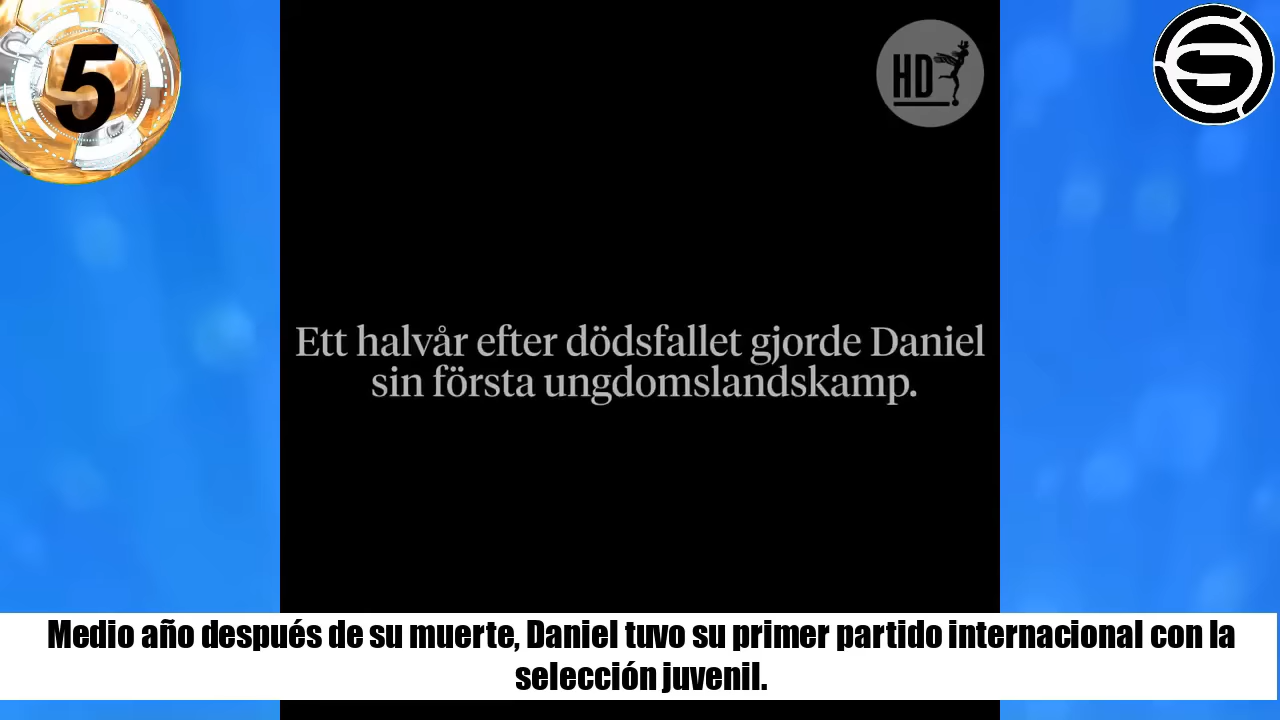 5
HD
S
Ett halvår efter dödsfallet gjorde Daniel
sin första ungdomslandskamp.
Medio año después de su muerte, Daniel tuvo su primer partido internacional con la
selección juvenil.